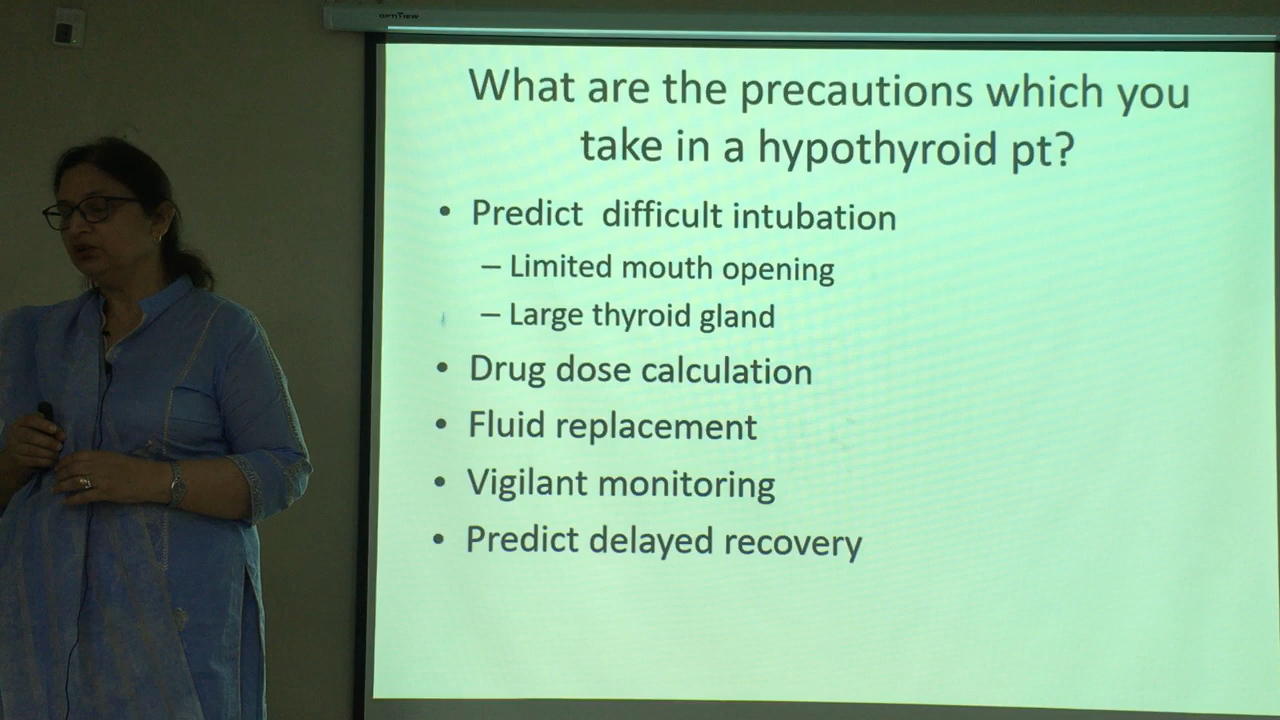 OPTIVIEW
What are the precautions which you
take in a hypothyroid pt?
• Predict difficult intubation
– Limited mouth opening
– Large thyroid gland
• Drug dose calculation
• Fluid replacement
• Vigilant monitoring
• Predict delayed recovery